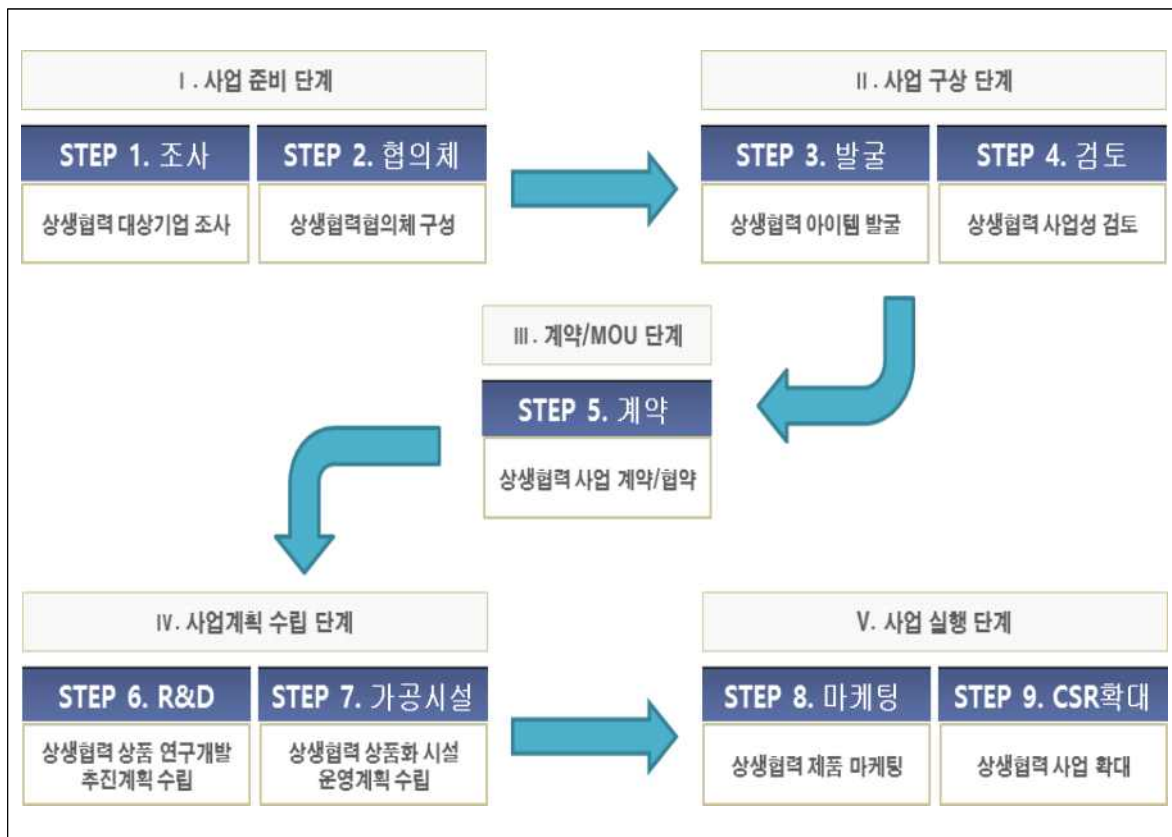 Ⅰ. 사업 준비 단계
STEP 1. 조사
상생협력 대상기업 조사
STEP 2. 협의체
상생협력협의체 구성
Ⅱ. 사업 구상 단계
STEP 3. 발굴
상생협력 아이템 발굴
STEP 4. 검토
상생협력 사업성 검토
Ⅲ. 계약/MOU 단계
STEP 5. 계약
상생협력 사업 계약/협약
Ⅳ. 사업계획 수립 단계
STEP 6. R&D
상생협력 상품 연구개발
추진계획 수립
STEP 7. 가공시설
상생협력 상품화 시설
운영계획 수립
Ⅴ. 사업 실행 단계
STEP 8. 마케팅
상생협력 제품 마케팅
STEP 9. CSR확대
상생협력 사업 확대